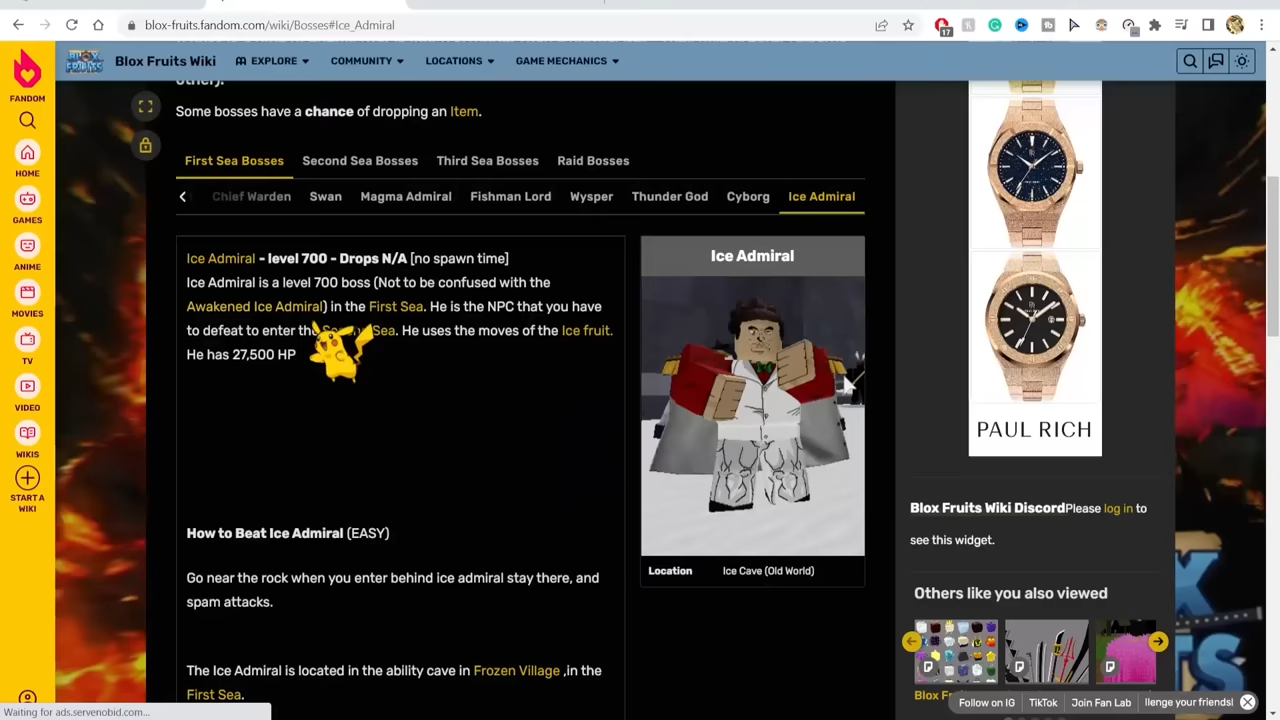 blox-fruits.fandom.com/wiki/Bosses#Ice_Admiral
17
FANDOM
HOME
GAMES
ANIME
MOVIES
TV
VIDEO
WIKIS
START A
WIKI
Blox Fruits Wiki
EXPLORE
COMMUNITY
LOCATIONS
GAME MECHANICS
other).
Some bosses have a chance of dropping an Item.
First Sea Bosses Second Sea Bosses Third Sea Bosses Raid Bosses
Chief Warden Swan Magma Admiral Fishman Lord Wysper Thunder God Cyborg Ice Admiral
Ice Admiral - level 700 - Drops N/A [no spawn time]
Ice Admiral is a level 700 boss (Not to be confused with the
Awakened Ice Admiral) in the First Sea. He is the NPC that you have
to defeat to enter the Sea. He uses the moves of the Ice fruit.
He has 27,500 HP
How to Beat Ice Admiral (EASY)
Go near the rock when you enter behind ice admiral stay there, and
spam attacks.
The Ice Admiral is located in the ability cave in Frozen Village ,in the
First Sea.
Ice Admiral
Location Ice Cave (Old World)
PAUL RICH
Blox Fruits Wiki DiscordPlease log in to
see this widget.
Others like you also viewed
Blox Fr
Follow on IG TikTok Join Fan Lab llenge your friends!
Waiting for ads.servenobid.com...